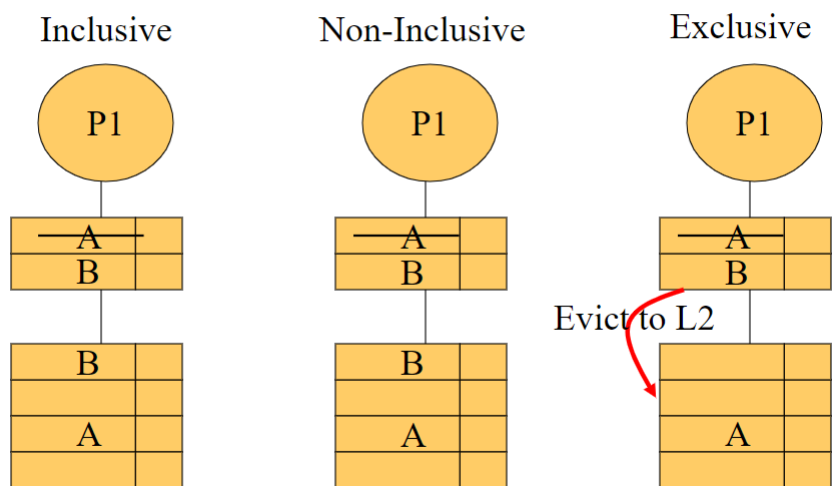 Inclusive Non-Inclusive Exclusive
P1 P1 P1
A A A
B B B
Evict to L2
B B
A A A